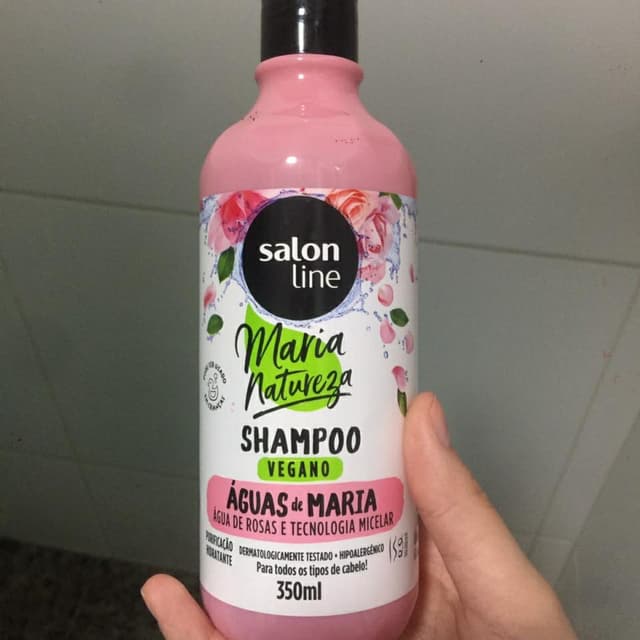 salon
line
Maria
Natureza
SHAMPOO
VEGANO
ÁGUAS de MARIA
ÁGUA DE ROSAS E TECNOLOGIA MICELAR
PURIFICAÇÃO
HIDRATANTE
DERMATOLOGICAMENTE TESTADO • HIPOALERGÊNICO
Para todos os tipos de cabelo!
350ml